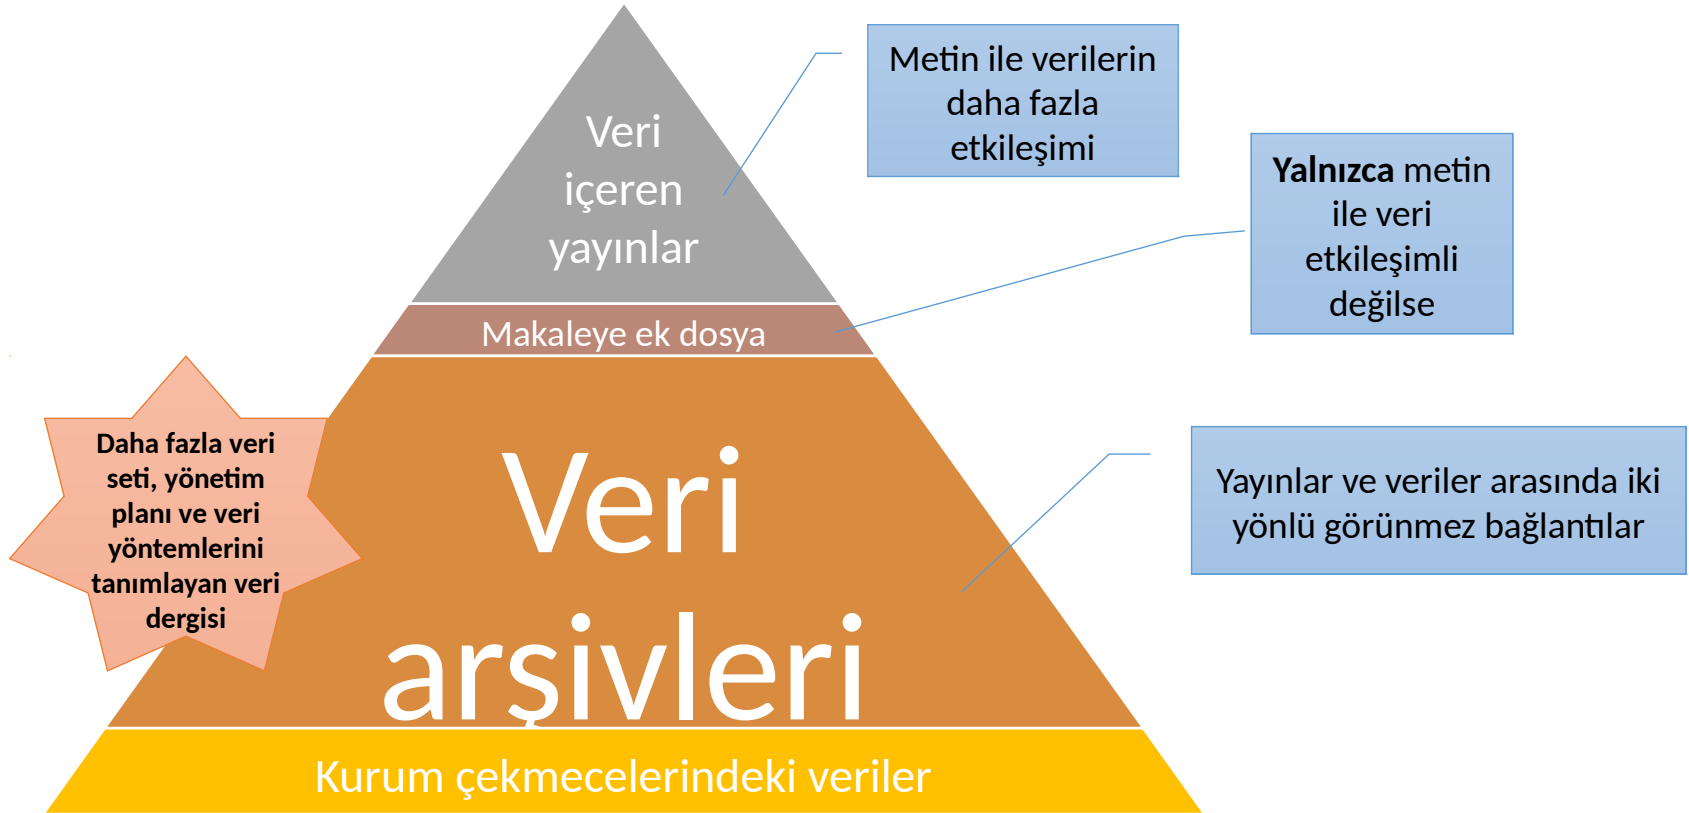 Veri
içeren
yayınlar
Metin ile verilerin
daha fazla
etkileşimi
Makaleye ek dosya
Yalnızca metin
ile veri
etkileşimli
değilse
Veri
arşivleri
Yayınlar ve veriler arasında iki
yönlü görünmez bağlantılar
Daha fazla veri
seti, yönetim
planı ve veri
yöntemlerini
tanımlayan veri
dergisi
Kurum çekmecelerindeki veriler